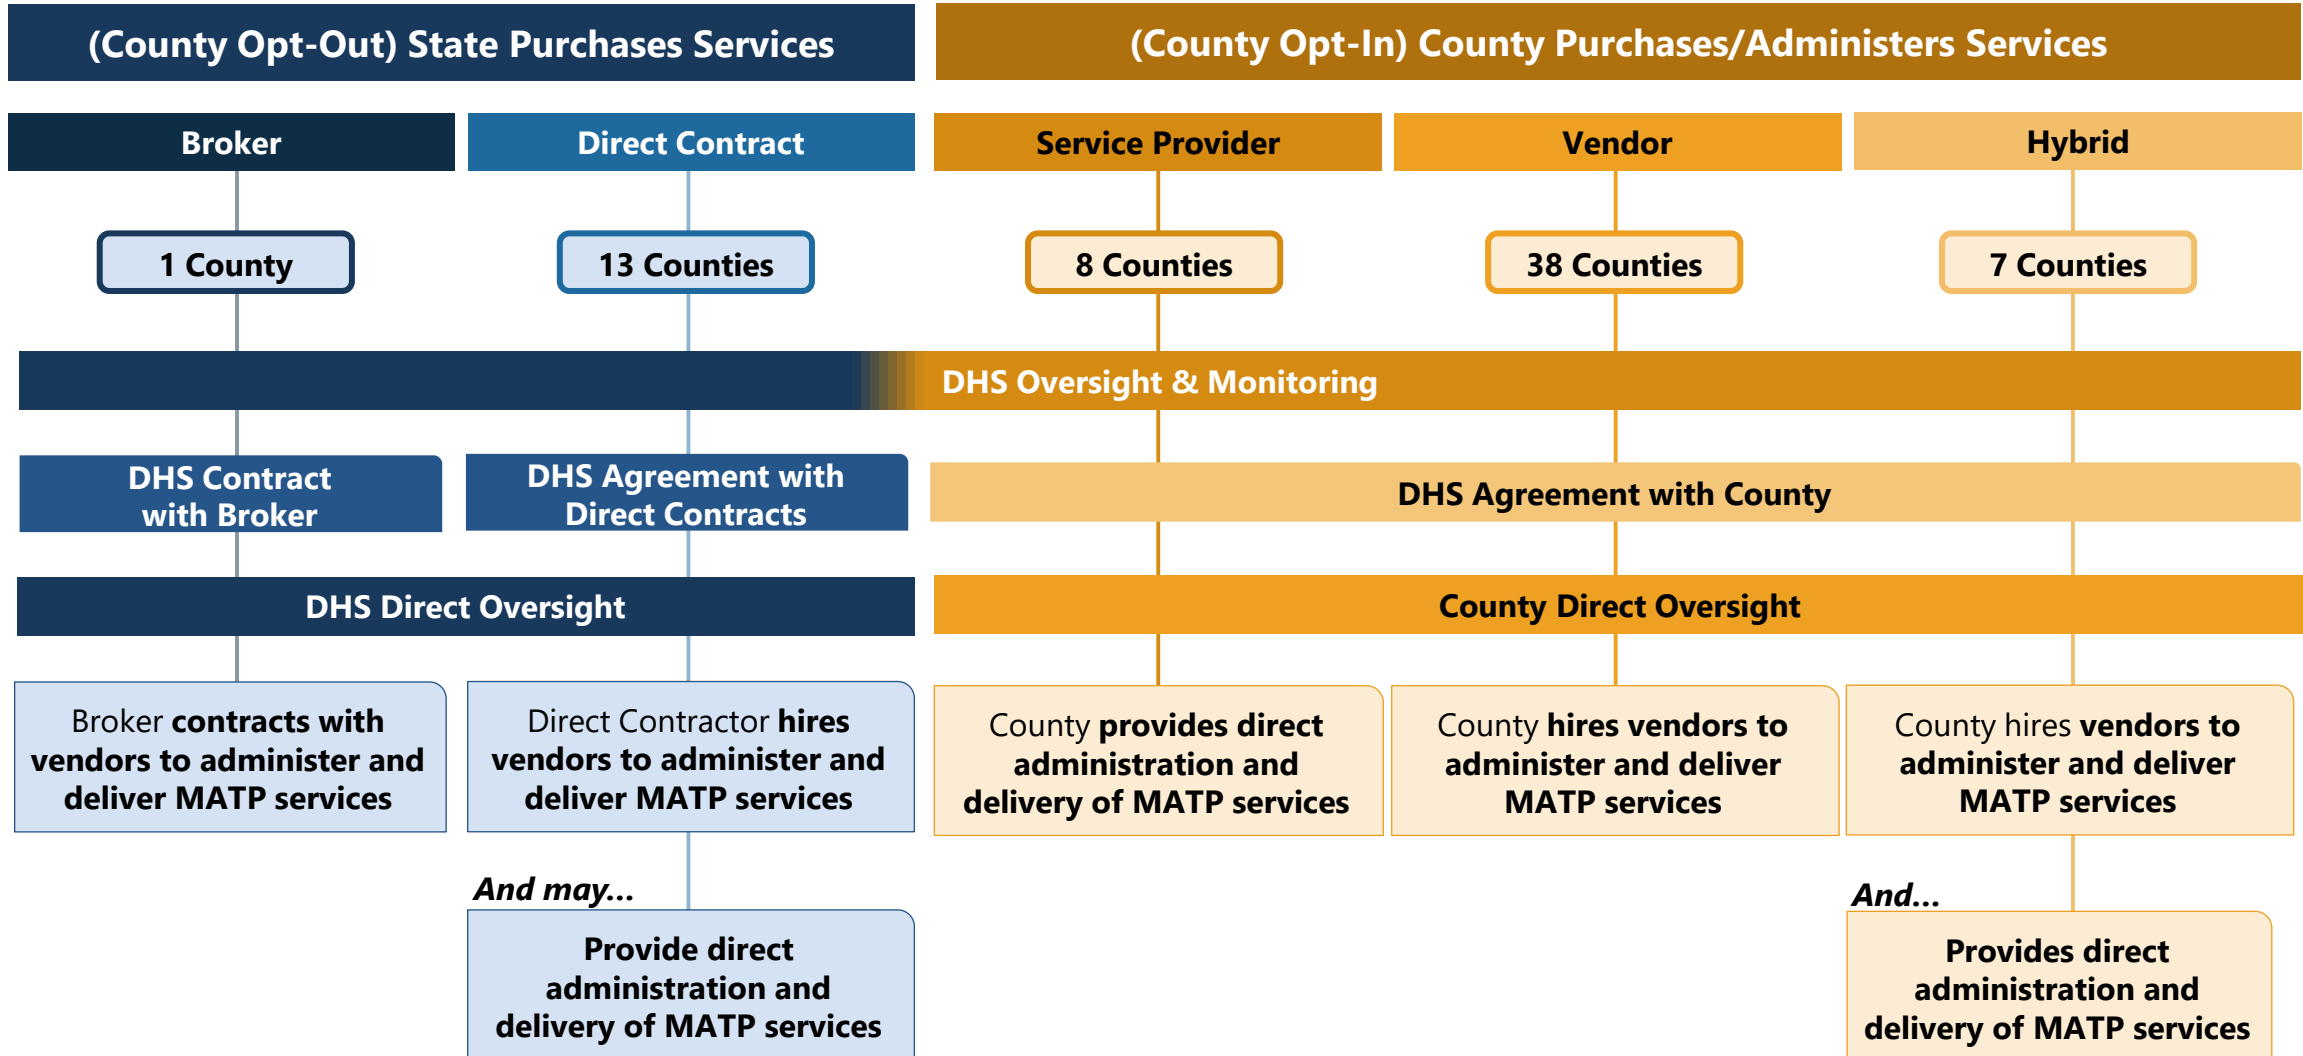 (County Opt-Out) State Purchases Services
(County Opt-In) County Purchases/Administers Services
Broker
Direct Contract
Service Provider
Vendor
Hybrid
1 County
13 Counties
8 Counties
38 Counties
7 Counties
DHS Oversight & Monitoring
DHS Contract
with Broker
DHS Agreement with
Direct Contracts
DHS Agreement with County
DHS Direct Oversight
County Direct Oversight
Broker contracts with
vendors to administer and
deliver MATP services
Direct Contractor hires
vendors to administer and
deliver MATP services
County provides direct
administration and
delivery of MATP services
County hires vendors to
administer and deliver
MATP services
County hires vendors to
administer and deliver
MATP services
And may...
Provide direct
administration and
delivery of MATP services
And...
Provides direct
administration and
delivery of MATP services